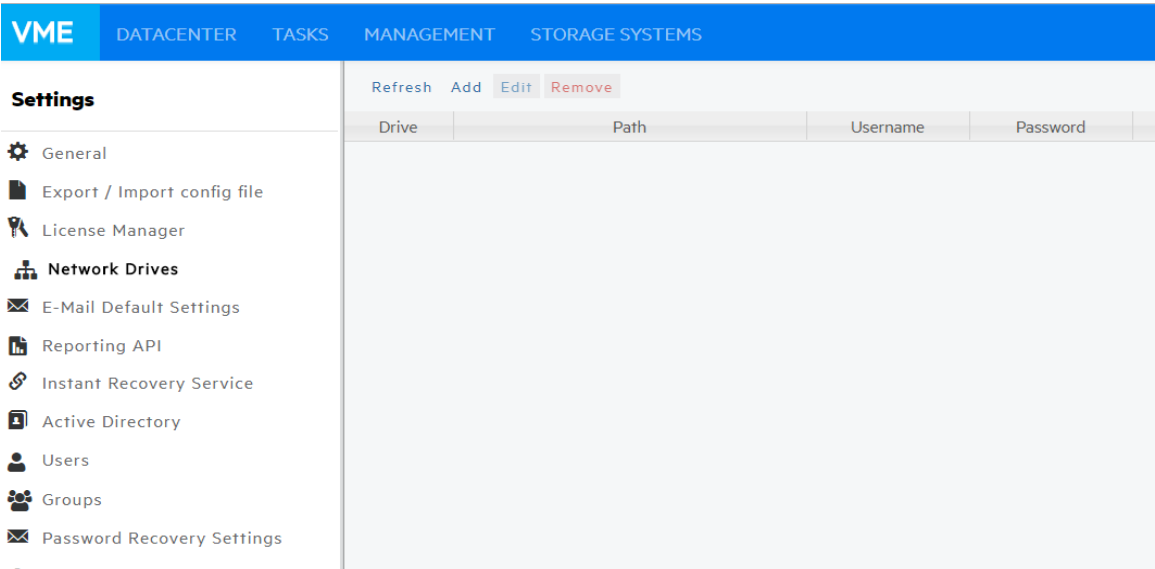 VME DATACENTER TASKS MANAGEMENT STORAGE SYSTEMS
Settings
Refresh Add Edit Remove
Drive Path Username Password
General
Export / Import config file
License Manager
Network Drives
E-Mail Default Settings
Reporting API
Instant Recovery Service
Active Directory
Users
Groups
Password Recovery Settings